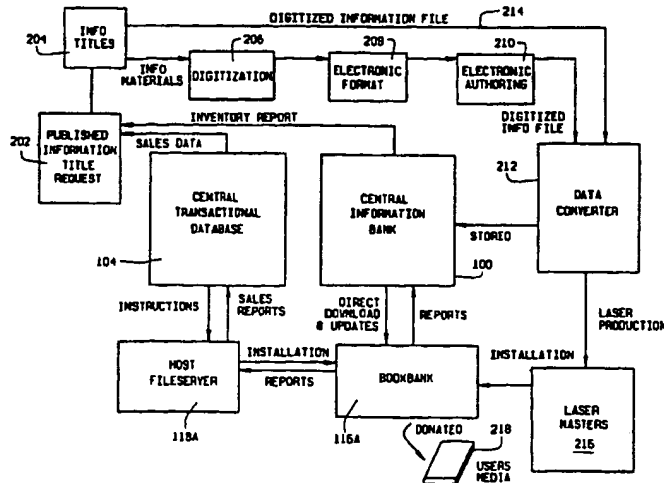 DIGITIZED INFORMATION FILE
214
INFO
TITLES
204
206
208
210
INFO
MATERIALS
DIGITIZATION
ELECTRONIC
FORMAT
ELECTRONIC
AUTHORING
INVENTORY REPORT
SALES DATA
202
PUBLISHED
INFORMATION
TITLE
REQUEST
DIGITIZED
INFO FILE
212
CENTRAL
TRANSACTIONAL
DATABASE
104
CENTRAL
INFORMATION
BANK
100
DATA
CONVERTER
STORED
INSTRUCTIONS
SALES
REPORTS
DIRECT
DOWNLOAD
& UPDATES
REPORTS
LASER
PRODUCTION
HOST
FILESERVER
118A
INSTALLATION
REPORTS
BOOKBANK
116A
INSTALLATION
LASER
MASTERS
216
DONATED
218
USERS
MEDIA